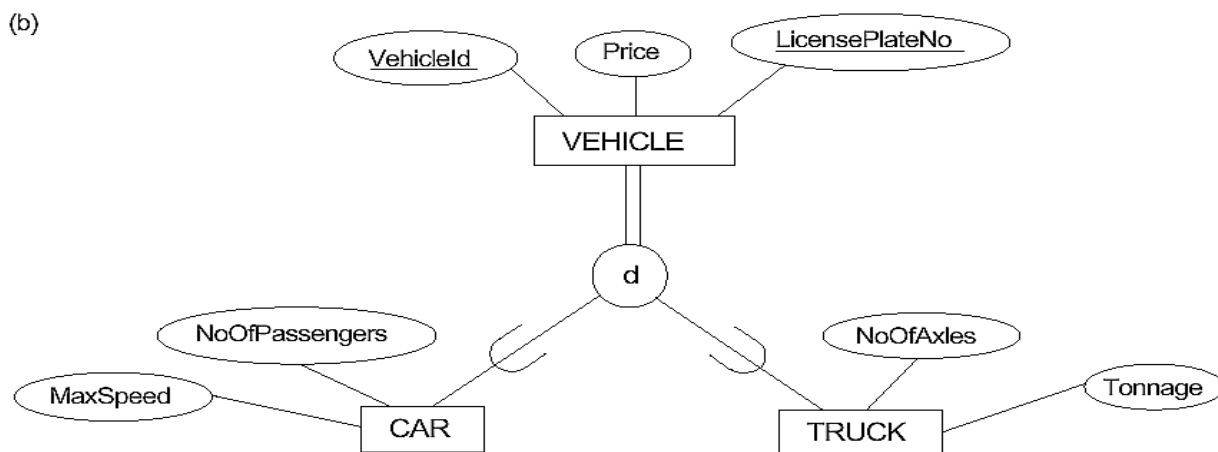 (b)
VehicleId
Price
LicensePlateNo
VEHICLE
d
NoOfPassengers
NoOfAxles
MaxSpeed
Tonnage
CAR
TRUCK